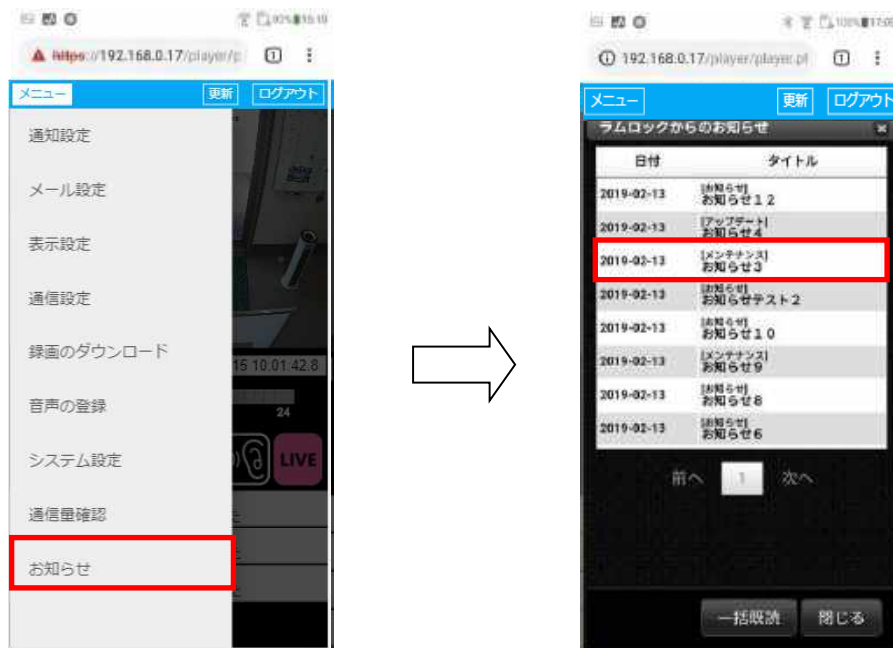 https://192.168.0.17/player/p
1
メニュー
更新
ログアウト
通知設定
メール設定
表示設定
通信設定
録画のダウンロード
音声の登録
システム設定
通信量確認
お知らせ
15 10:01:42.8
24
LIVE
192.168.0.17/player/player.pl
1
メニュー
更新
ログアウト
ラムロックからのお知らせ
日付 タイトル
2019-02-13 [お知らせ]
お知らせ12
2019-02-13 [アップデート]
お知らせ4
2019-02-13 [メンテナンス]
お知らせ3
2019-02-13 [お知らせ]
お知らせテスト2
2019-02-13 [お知らせ]
お知らせ10
2019-02-13 [メンテナンス]
お知らせ9
2019-02-13 [お知らせ]
お知らせ8
2019-02-13 [お知らせ]
お知らせ6
前へ 1 次へ
一括既読 閉じる